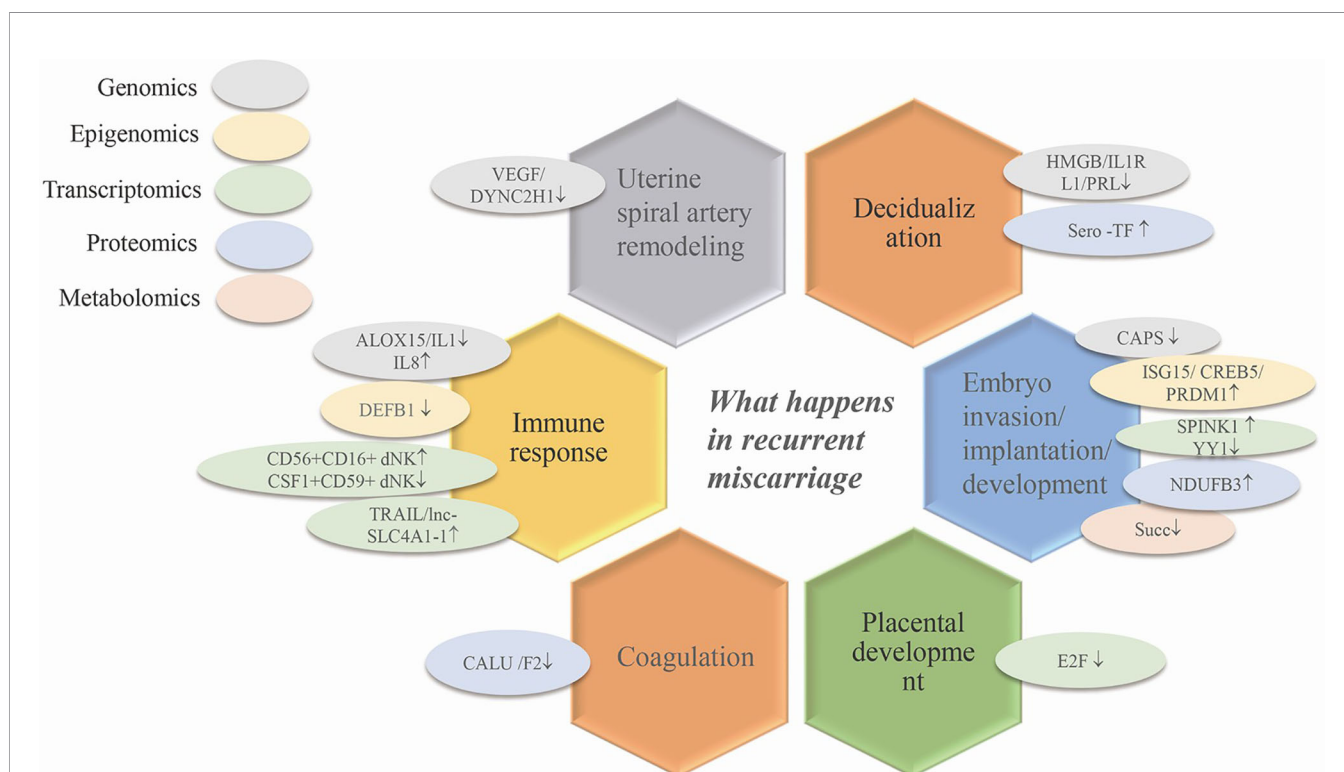 Genomics
Epigenomics
Transcriptomics
Proteomics
Metabolomics
VEGF/
DYNC2H1↓
Uterine
spiral artery
remodeling
Decidualiz
ation
HMGB/IL1R
L1/PRL↓
Sero -TF ↑
ALOX15/IL1↓
IL8↑
DEFB1 ↓
CD56+CD16+ dNK↑
CSF1+CD59+ dNK↓
TRAIL/lnc-
SLC4A1-1↑
Immune
response
What happens
in recurrent
miscarriage
Embryo
invasion/
implantation/
development
CAPS ↓
ISG15/ CREB5/
PRDM1↑
SPINK1 ↑
YY1↓
NDUFB3↑
Succ↓
CALU /F2↓
Coagulation
Placental
developme
nt
E2F ↓